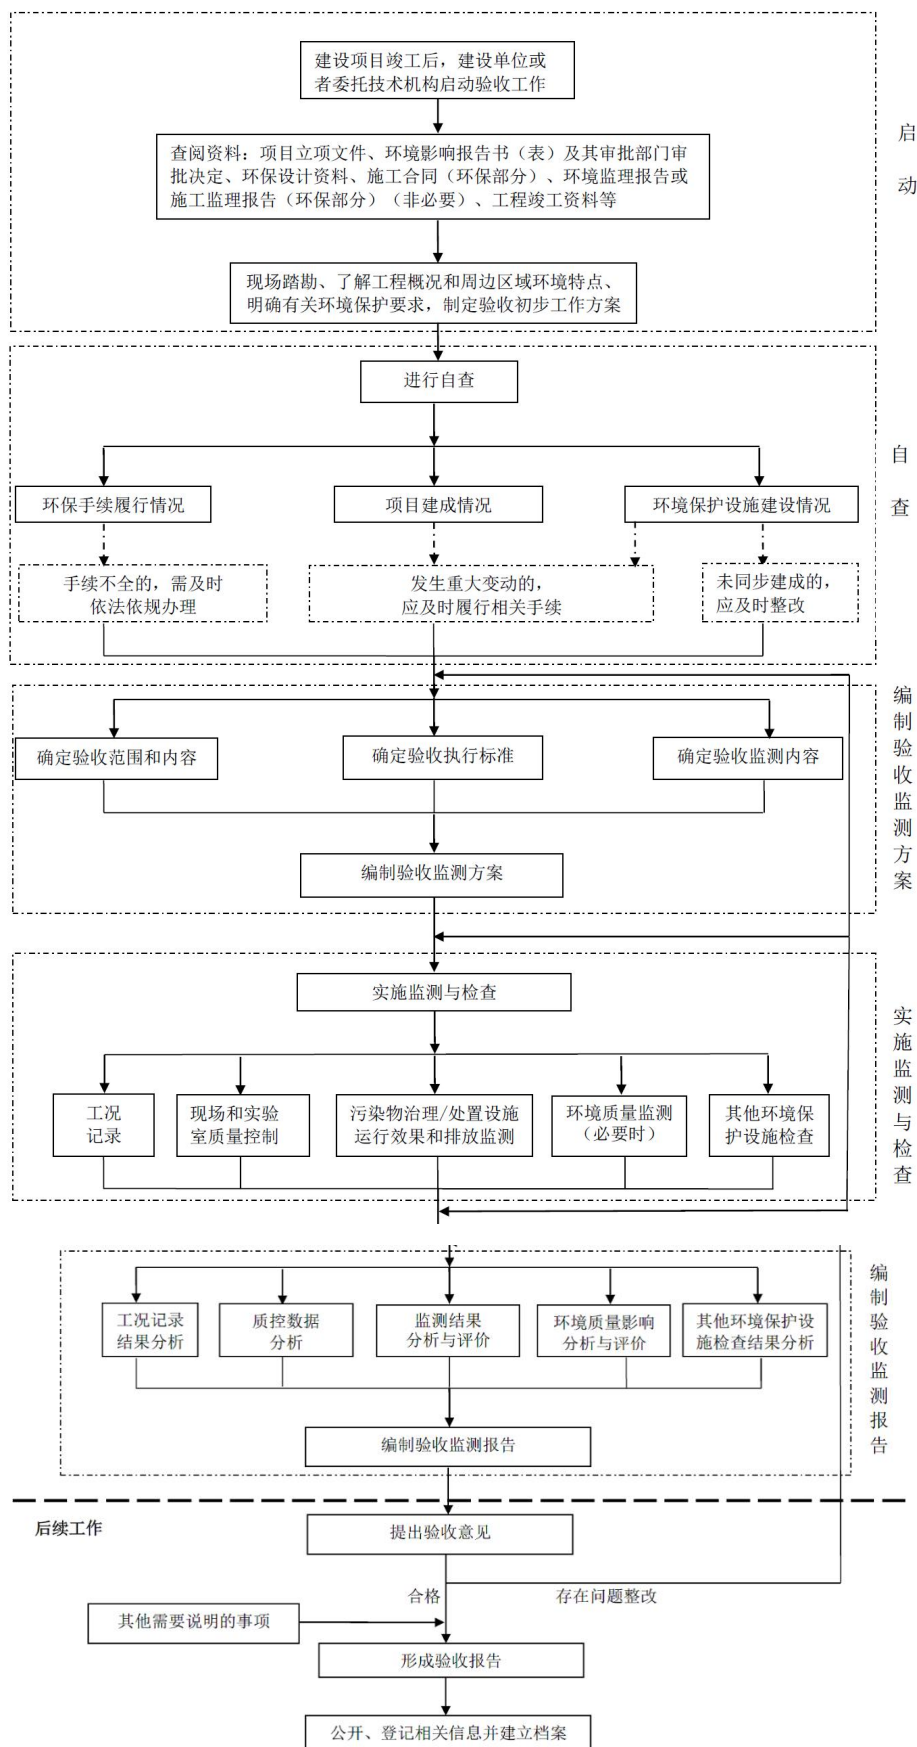 建设项目竣工后，建设单位或
者委托技术机构启动验收工作
启
动
查阅资料：项目立项文件、环境影响报告书（表）及其审批部门审
批决定、环保设计资料、施工合同（环保部分）、环境监理报告或
施工监理报告（环保部分）（非必要）、工程竣工资料等
现场踏勘、了解工程概况和周边区域环境特点、
明确有关环境保护要求，制定验收初步工作方案
进行自查
自
查
环保手续履行情况
项目建成情况
环境保护设施建设情况
手续不全的，需及时
依法依规办理
发生重大变动的，
应及时履行相关手续
未同步建成的，
应及时整改
编
制
验
收
监
测
方
案
确定验收范围和内容
确定验收执行标准
确定验收监测内容
编制验收监测方案
实施监测与检查
实
施
监
测
与
检
查
工况
记录
现场和实验
室质量控制
污染物治理/处置设施
运行效果和排放监测
环境质量监测
（必要时）
其他环境保
护设施检查
编
制
验
收
监
测
报
告
工况记录
结果分析
质控数据
分析
监测结果
分析与评价
环境质量影响
分析与评价
其他环境保护设
施检查结果分析
编制验收监测报告
后续工作
提出验收意见
合格
存在问题整改
其他需要说明的事项
形成验收报告
公开、登记相关信息并建立档案